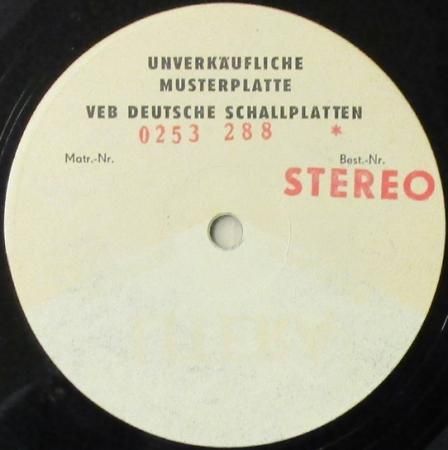 UNVERKÄUFLICHE
MUSTERPLATTE
VEB DEUTSCHE SCHALLPLATTEN
0253 288 *
Matr.-Nr. Best.-Nr.
STEREO